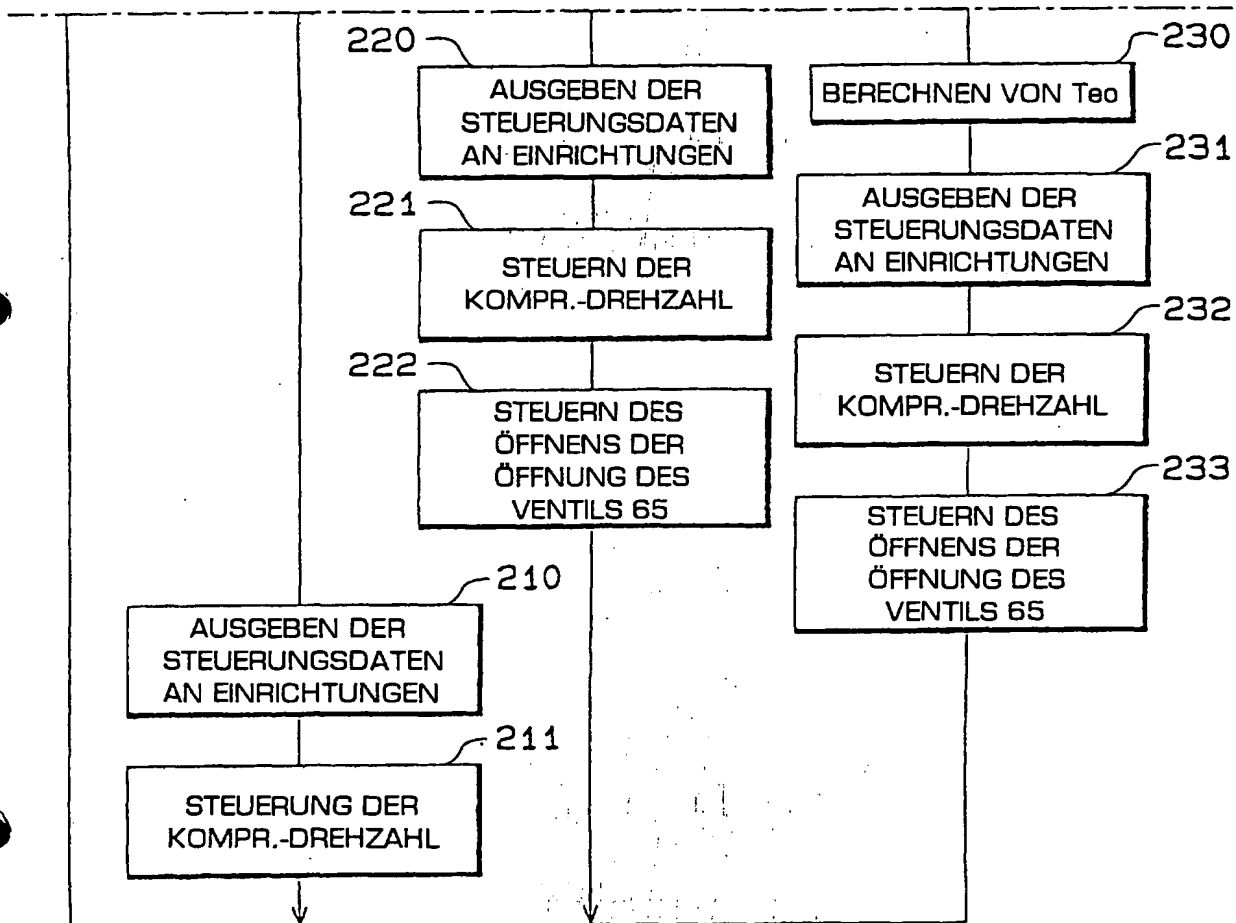 220
AUSGEBEN DER
STEUERUNGSDATEN
AN EINRICHTUNGEN
221
STEUERN DER
KOMPR.-DREHZAHL
222
STEUERN DES
ÖFFNENS DER
ÖFFNUNG DES
VENTILS 65
230
BERECHNEN VON Teo
231
AUSGEBEN DER
STEUERUNGSDATEN
AN EINRICHTUNGEN
232
STEUERN DER
KOMPR.-DREHZAHL
233
STEUERN DES
ÖFFNENS DER
ÖFFNUNG DES
VENTILS 65
210
AUSGEBEN DER
STEUERUNGSDATEN
AN EINRICHTUNGEN
211
STEUERUNG DER
KOMPR.-DREHZAHL